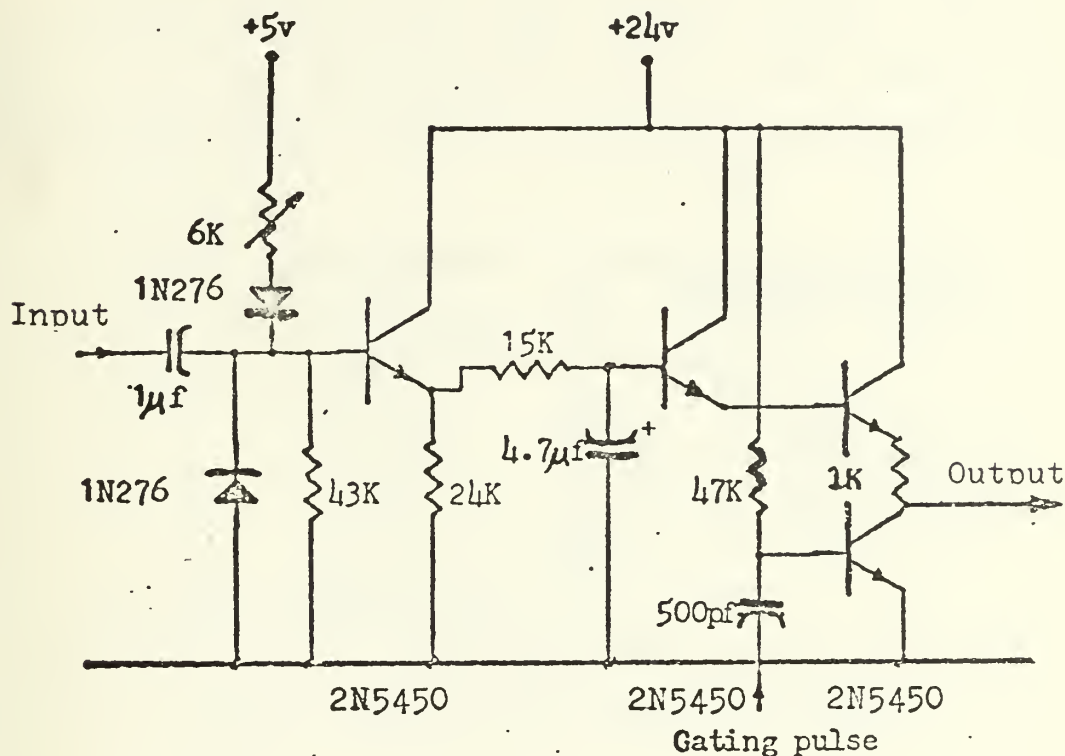 +5v
+24v
6K
1N276
Input
15K
1µf
4.7µf
+
1N276
43K
24K
47K
1K
Output
500pf
2N5450
2N5450
2N5450
Gating pulse